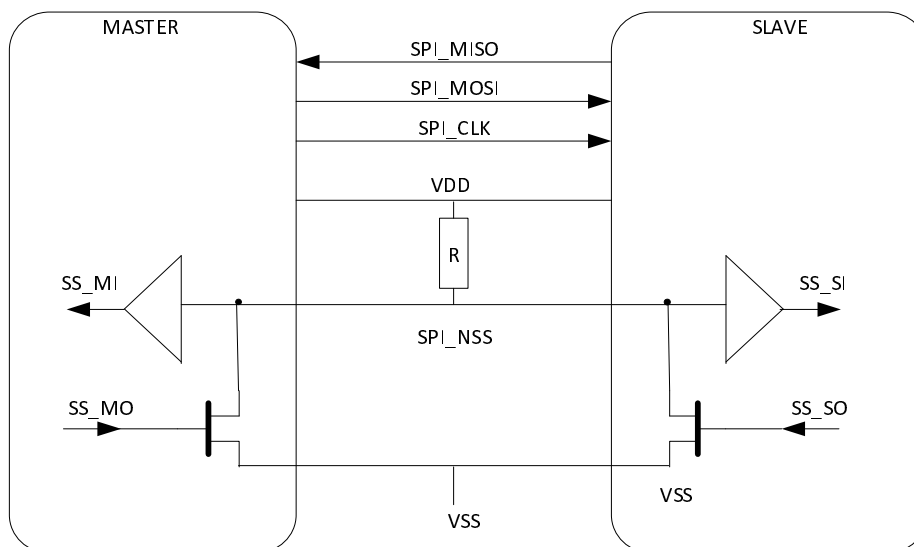 MASTER
SLAVE
SPI_MISO
SPI_MOSI
SPI_CLK
VDD
R
SS_MI
SS_SI
SPI_NSS
SS_MO
SS_SO
VSS
VSS